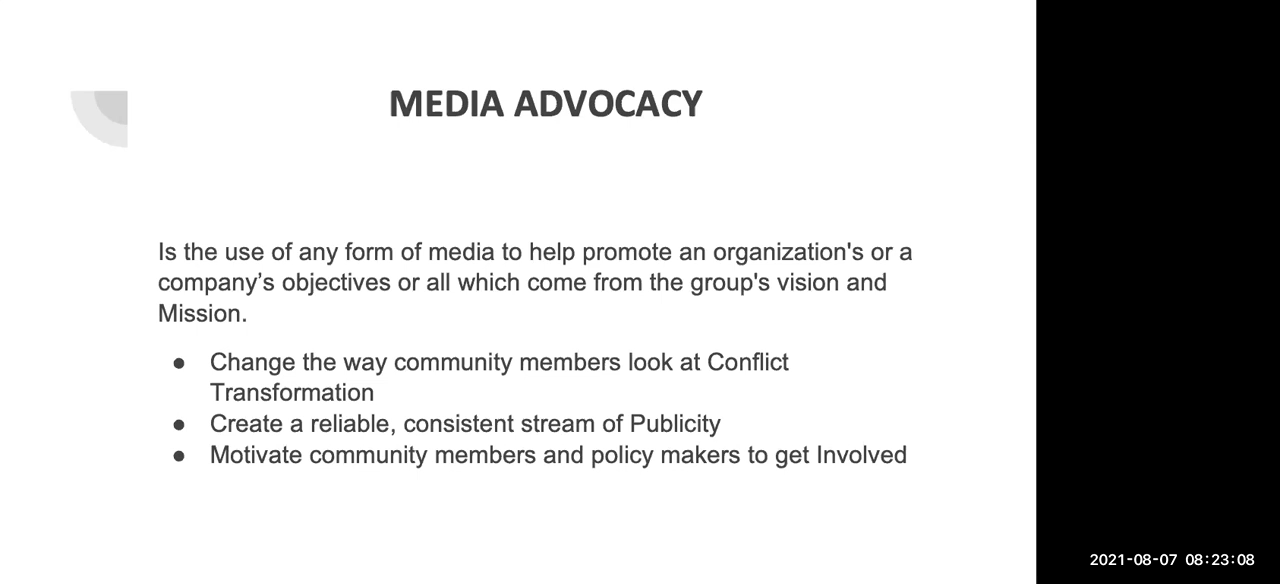 MEDIA ADVOCACY
Is the use of any form of media to help promote an organization's or a
company’s objectives or all which come from the group's vision and
Mission.
● Change the way community members look at Conflict
Transformation
● Create a reliable, consistent stream of Publicity
● Motivate community members and policy makers to get Involved
2021-08-07 08:23:08